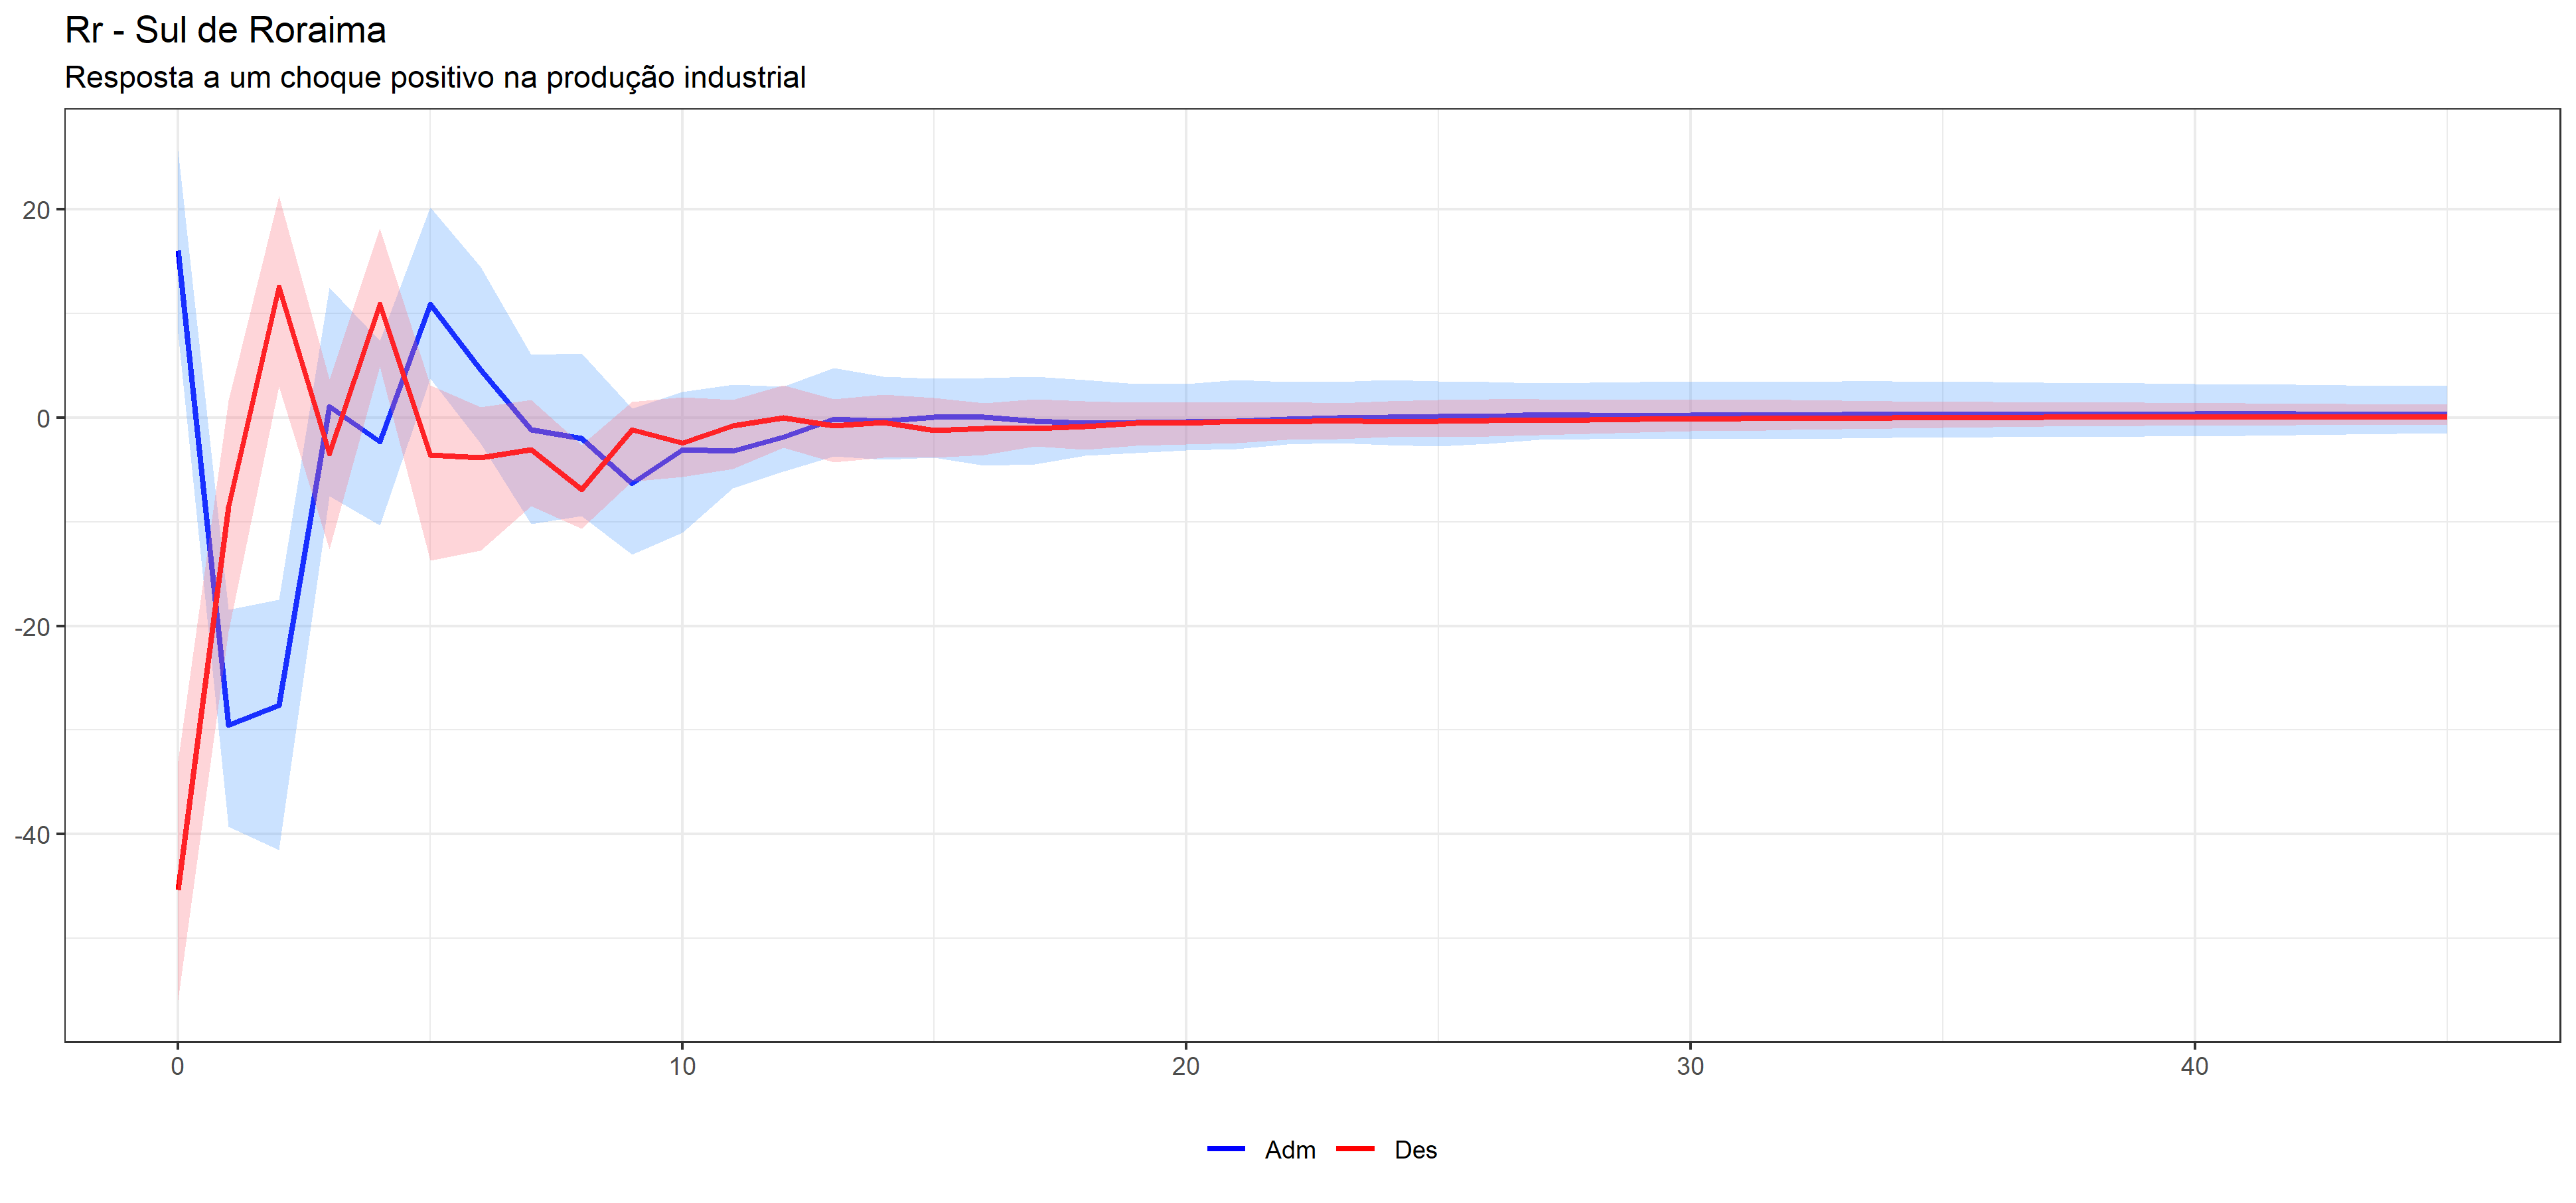 Rr - Sul de Roraima
Resposta a um choque positivo na produção industrial
20
0
-20
-40
0 10 20 30 40
Adm Des